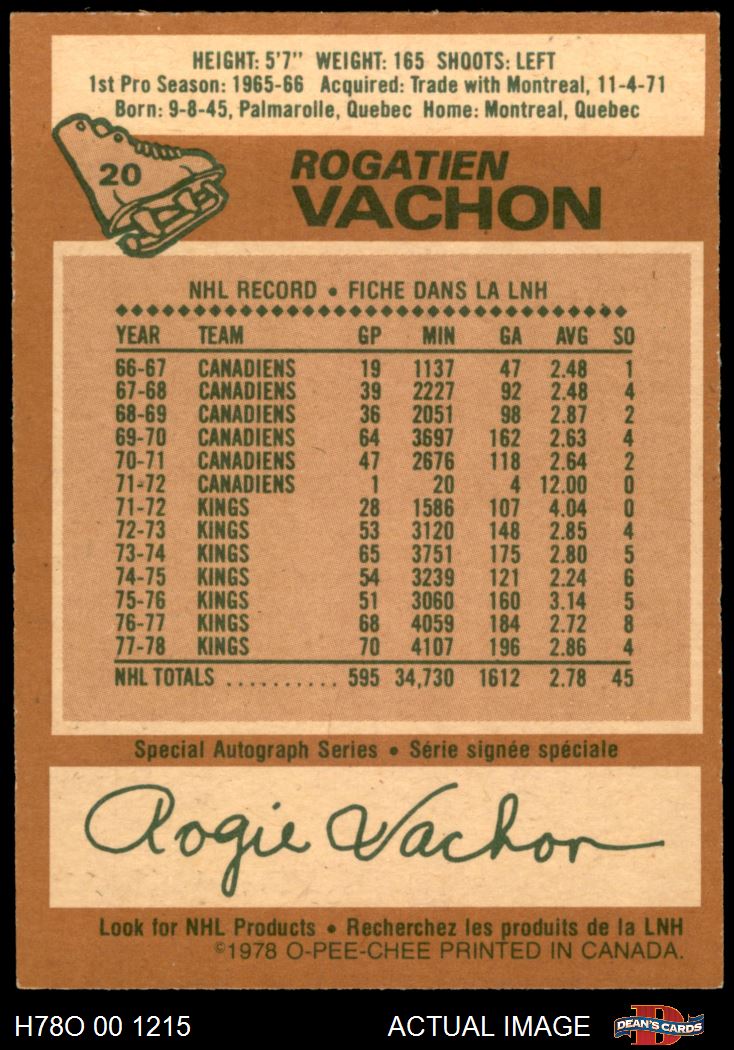 HEIGHT: 5'7" WEIGHT: 165 SHOOTS: LEFT
1st Pro Season: 1965-66 Acquired: Trade with Montreal, 11-4-71
Born: 9-8-45, Palmarolle, Quebec Home: Montreal, Quebec
20
ROGATIEN
VACHON
NHL RECORD • FICHE DANS LA LNH
YEAR TEAM GP MIN GA AVG SO
66-67 CANADIENS 19 1137 47 2.48 1
67-68 CANADIENS 39 2227 92 2.48 4
68-69 CANADIENS 36 2051 98 2.87 2
69-70 CANADIENS 64 3697 162 2.63 4
70-71 CANADIENS 47 2676 118 2.64 2
71-72 CANADIENS 1 20 4 12.00 0
71-72 KINGS 28 1586 107 4.04 0
72-73 KINGS 53 3120 148 2.85 4
73-74 KINGS 65 3751 175 2.80 5
74-75 KINGS 54 3239 121 2.24 6
75-76 KINGS 51 3060 160 3.14 5
76-77 KINGS 68 4059 184 2.72 8
77-78 KINGS 70 4107 196 2.86 4
NHL TOTALS .......... 595 34,730 1612 2.78 45
Special Autograph Series • Série signée spéciale
Rogie Vachon
Look for NHL Products • Recherchez les produits de la LNH
©1978 O-PEE-CHEE PRINTED IN CANADA.
H78O 00 1215 ACTUAL IMAGE D DEAN'S CARDS